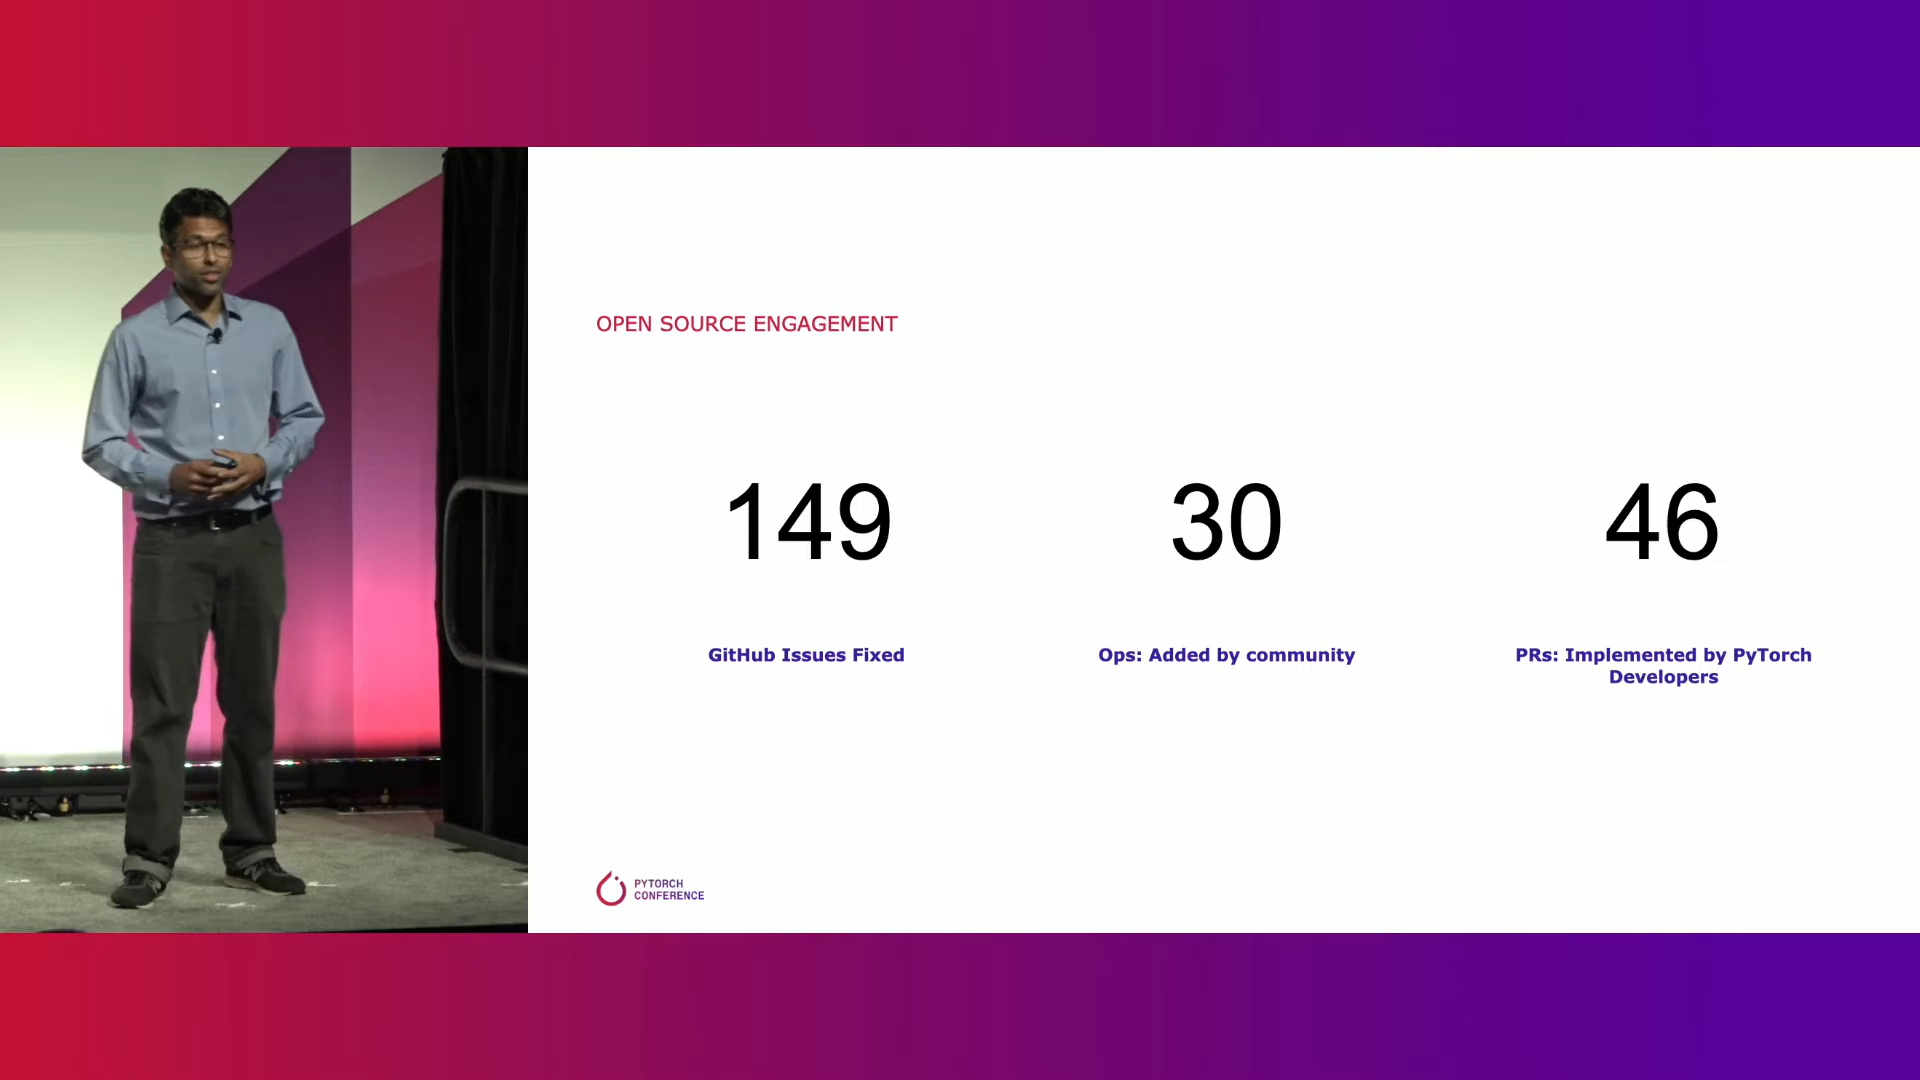 OPEN SOURCE ENGAGEMENT
149
30
46
GitHub Issues Fixed
Ops: Added by community
PRs: Implemented by PyTorch
Developers
PYTORCH
CONFERENCE